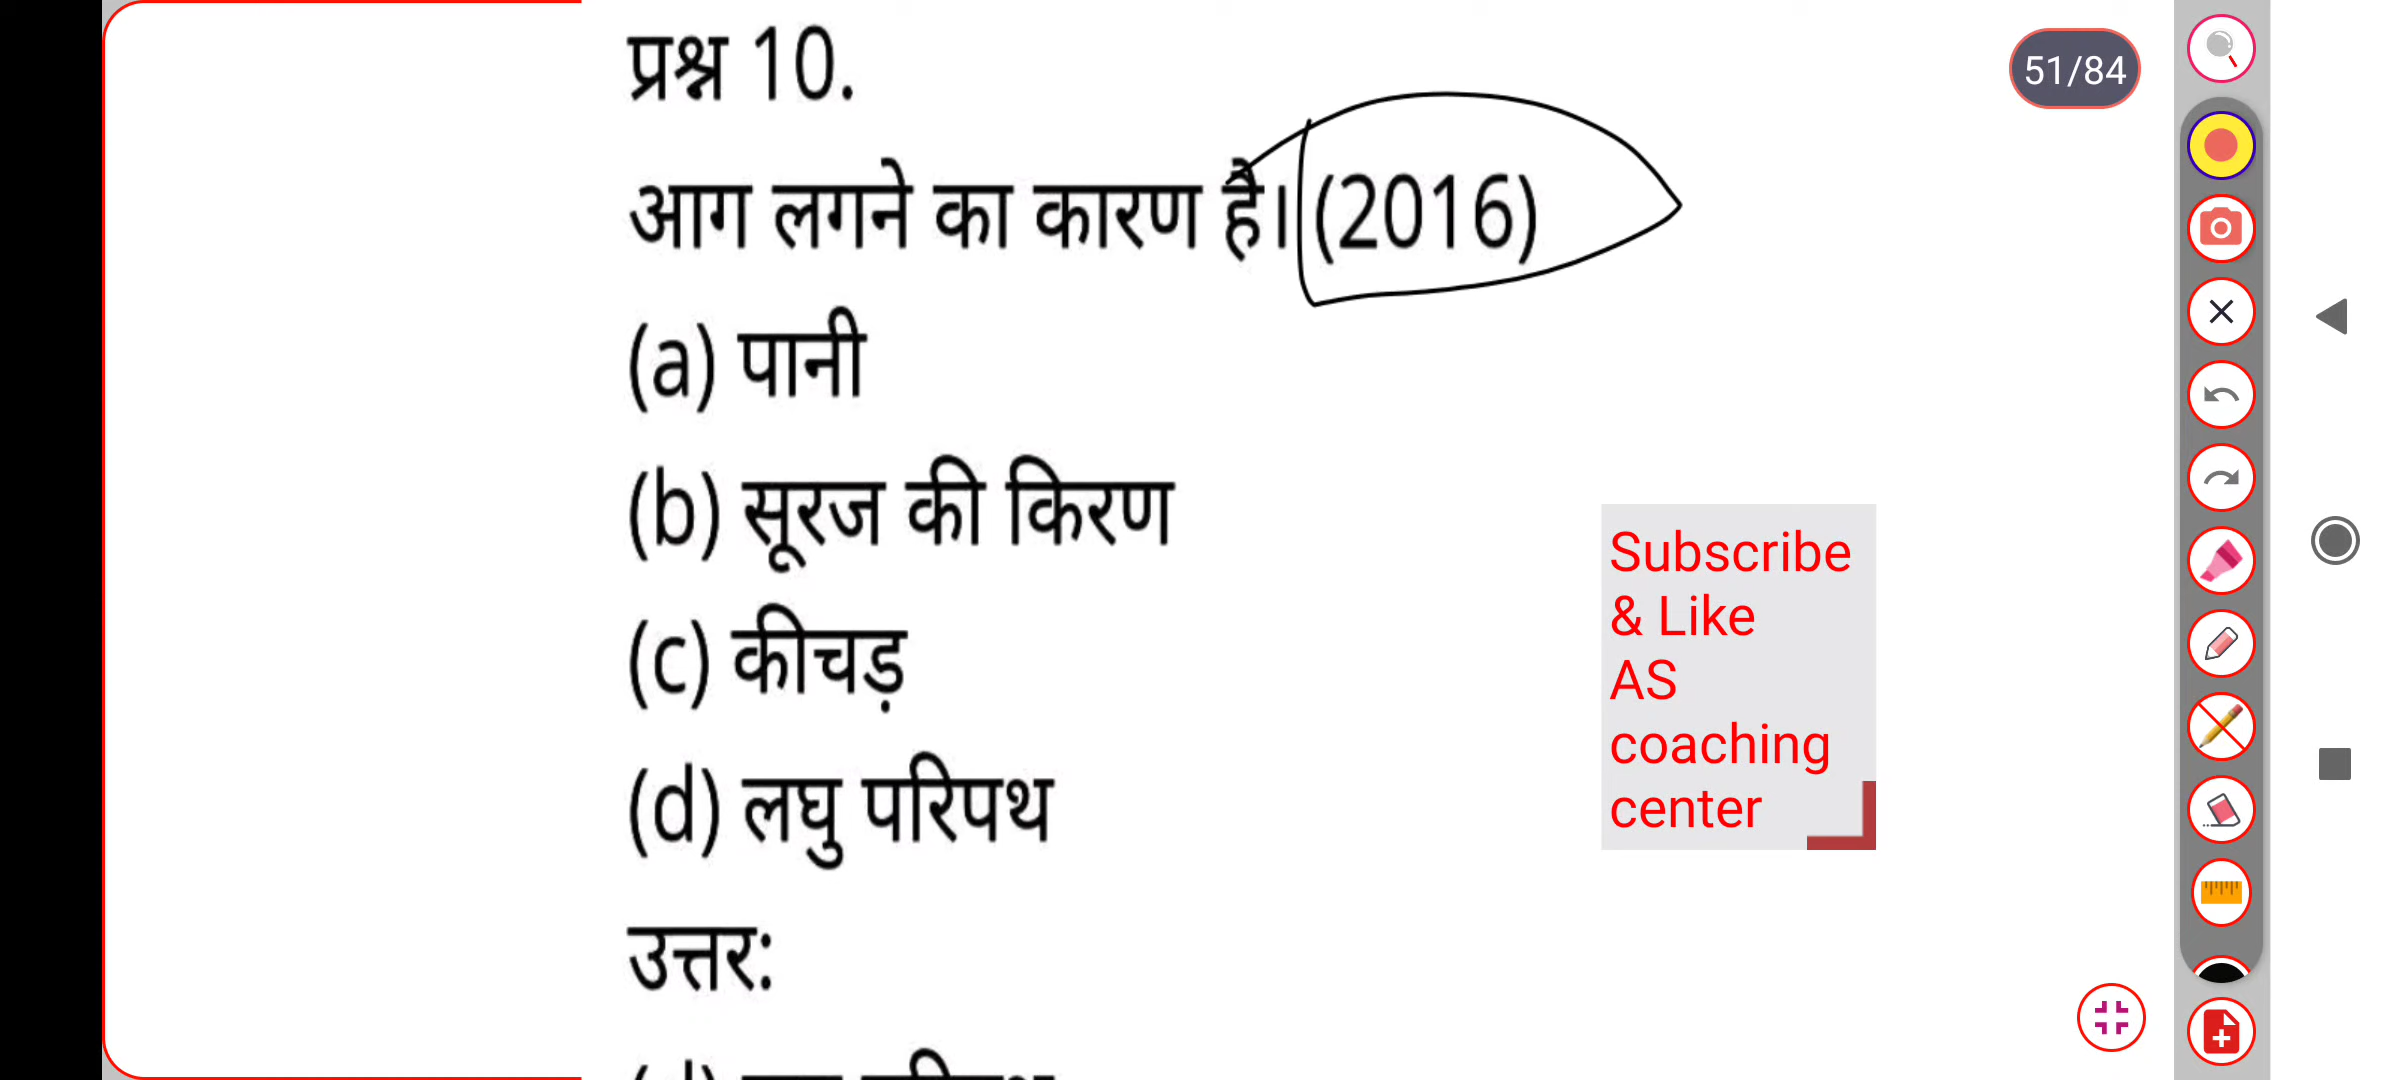 प्रश्न 10.
51/84
आग लगने का कारण है। (2016)
(a) पानी
(b) सूरज की किरण
(c) कीचड़
(d) लघु परिपथ
Subscribe
& Like
AS
coaching
center
उत्तर: